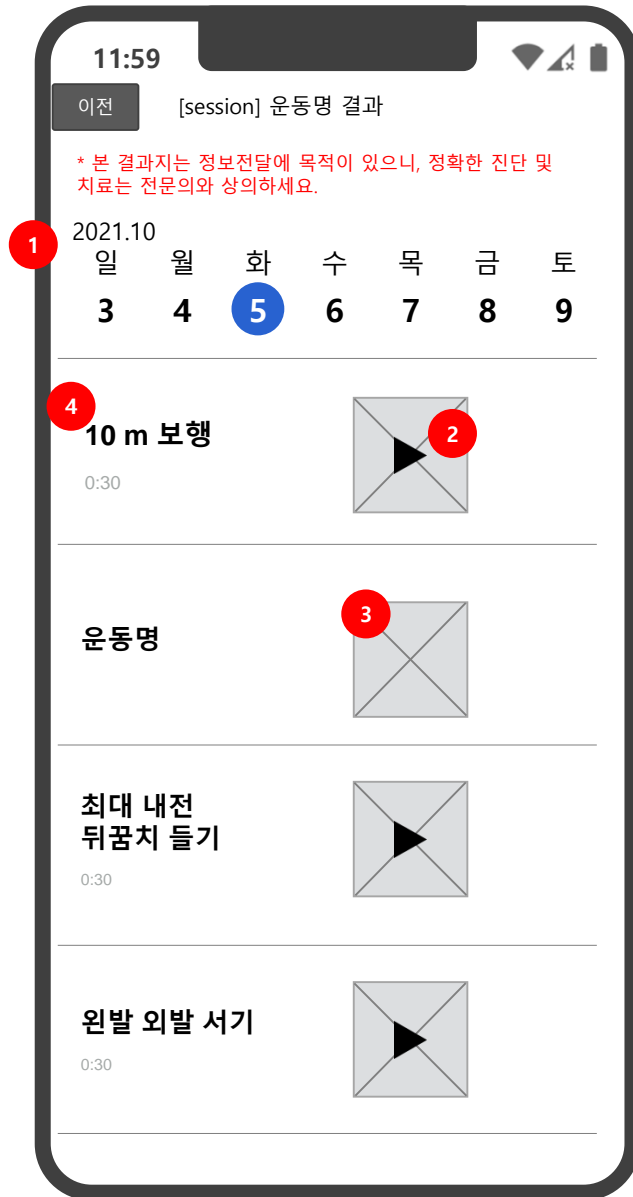 11:59
이전
[session] 운동명 결과
* 본 결과지는 정보전달에 목적이 있으니, 정확한 진단 및
치료는 전문의와 상의하세요.
1
2021.10
일 월 화 수 목 금 토
3 4 5 6 7 8 9
4
10 m 보행
2
0:30
3
운동명
최대 내전
뒤꿈치 들기
0:30
왼발 외발 서기
0:30